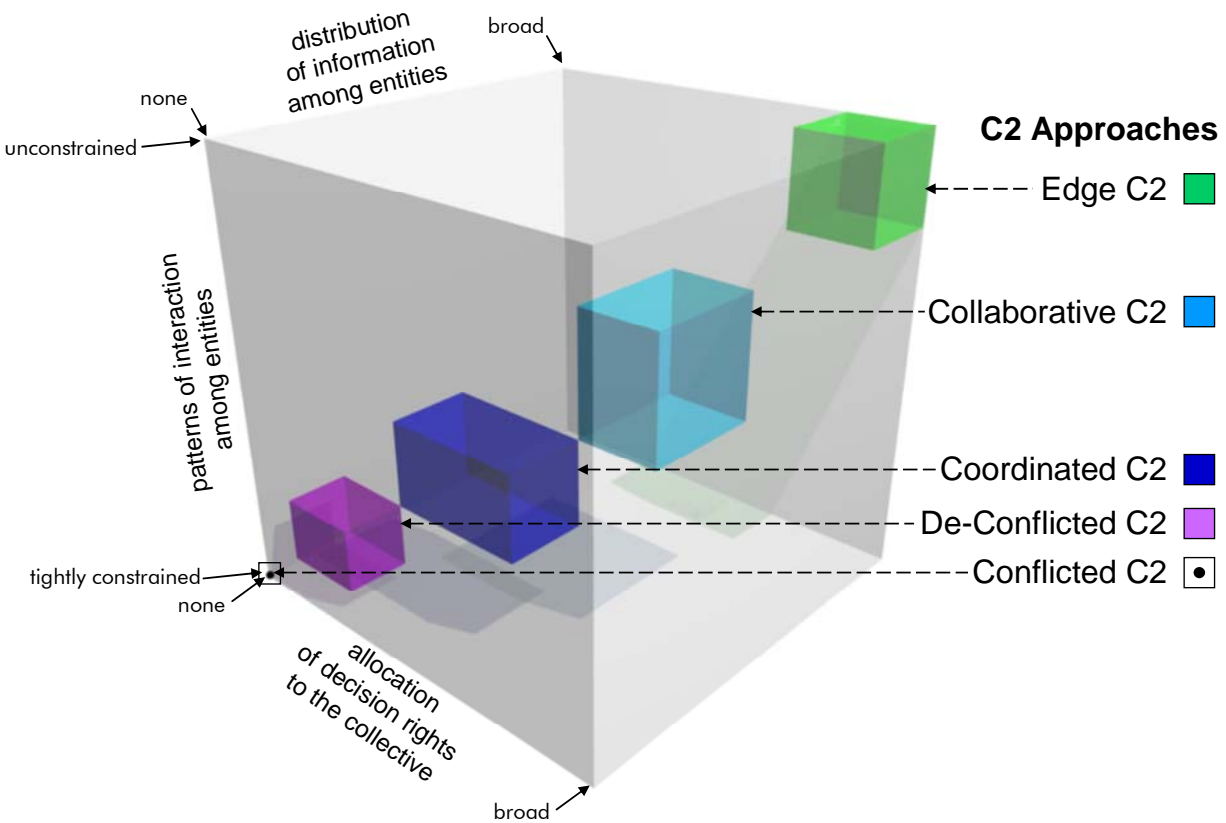 distribution
of information
among entities
broad
none
unconstrained
C2 Approaches
Edge C2
patterns of interaction
among entities
Collaborative C2
Coordinated C2
De-Conflicted C2
Conflicted C2
tightly constrained
none
allocation
of decision rights
to the collective
broad